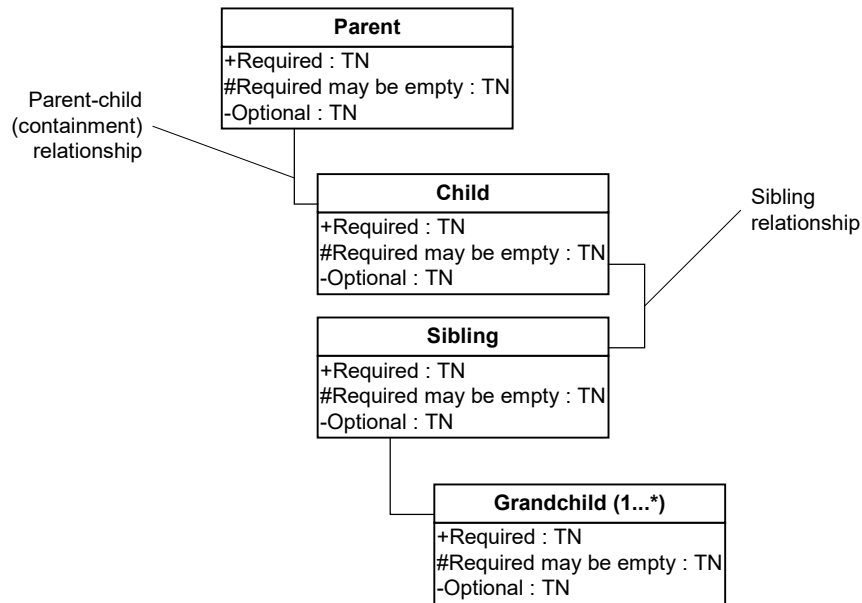 Parent
+Required : TN
#Required may be empty : TN
-Optional : TN
Parent-child
(containment)
relationship
Child
+Required : TN
#Required may be empty : TN
-Optional : TN
Sibling
relationship
Sibling
+Required : TN
#Required may be empty : TN
-Optional : TN
Grandchild (1...*)
+Required : TN
#Required may be empty : TN
-Optional : TN